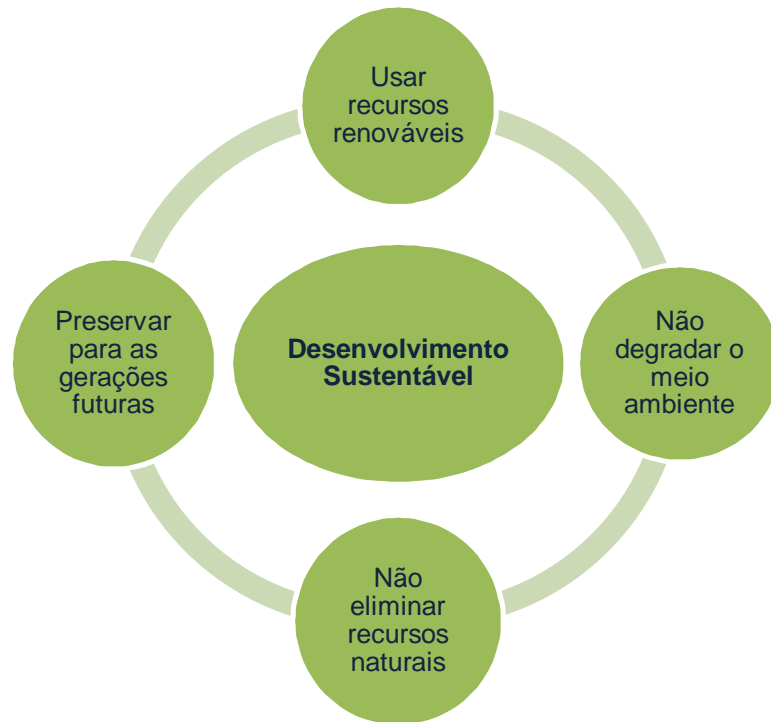 Usar
recursos
renováveis
Preservar
para as
gerações
futuras
Desenvolvimento
Sustentável
Não
degradar o
meio
ambiente
Não
eliminar
recursos
naturais